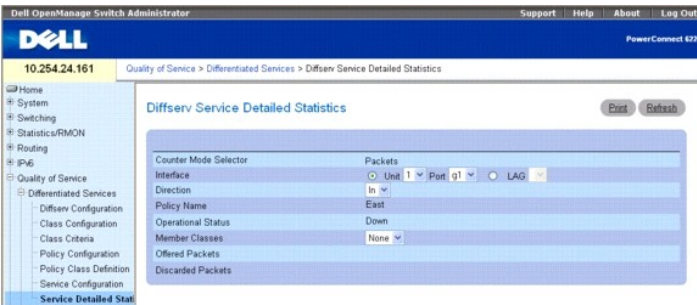 Dell OpenManage Switch Administrator
Support Help About Log Out
DELL
PowerConnect 622
10.254.24.161
Quality of Service > Differentiated Services > Diffserv Service Detailed Statistics
Home
System
Switching
Statistics/RMON
Routing
IPv6
Quality of Service
Differentiated Services
Diffserv Configuration
Class Configuration
Class Criteria
Policy Configuration
Policy Class Definition
Service Configuration
Service Detailed Stati
Diffserv Service Detailed Statistics
Print Refresh
Counter Mode Selector Packets
Interface Unit 1 Port g1 LAG
Direction In
Policy Name East
Operational Status Down
Member Classes None
Offered Packets
Discarded Packets